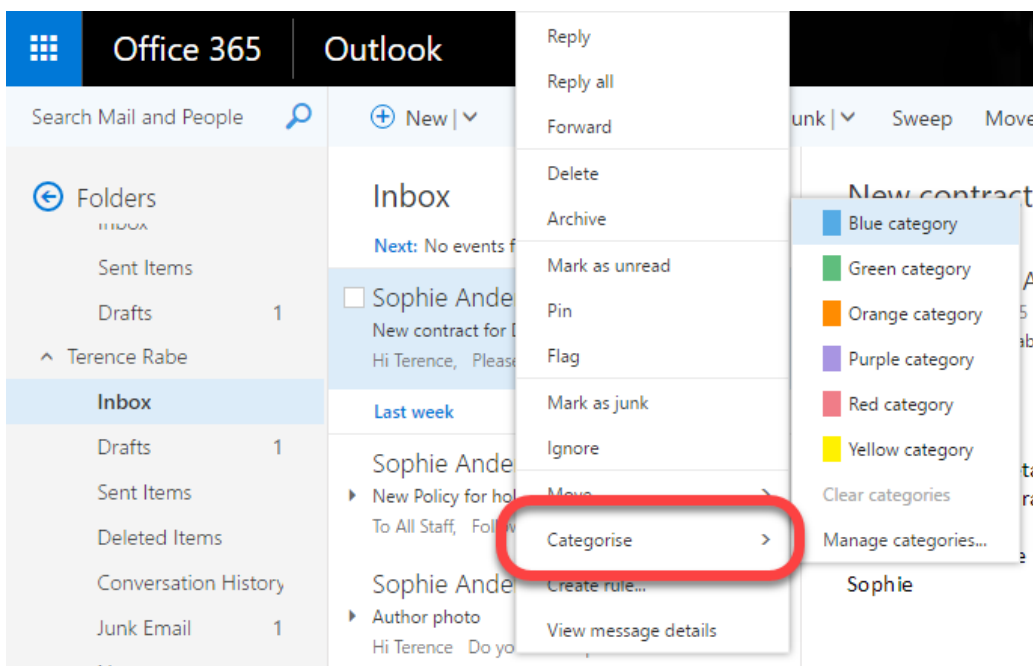 Office 365
Outlook
Search Mail and People
New
Sweep
Folders
Inbox
Sent Items
Drafts 1
Terence Rabe
Inbox
Drafts 1
Sent Items
Deleted Items
Conversation History
Junk Email 1
Inbox
Next: No events f
Sophie Ande
New contract for
Hi Terence, Please
Last week
Sophie Ande
New Policy for hol
To All Staff, Follow
Sophie Ande
Author photo
Hi Terence Do yo
Reply
Reply all
Forward
Delete
Archive
Mark as unread
Pin
Flag
Mark as junk
Ignore
Move
Categorise
Create rule...
View message details
unk
Move
New contract
Blue category
Green category
Orange category
Purple category
Red category
Yellow category
Clear categories
Manage categories...
Sophie